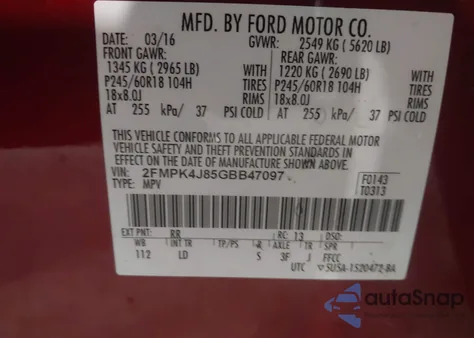 MFD. BY FORD MOTOR CO.
DATE: 03/16 GVWR: 2549 KG ( 5620 LB)
FRONT GAWR: REAR GAWR:
1345 KG ( 2965 LB) WITH 1220 KG ( 2690 LB) WITH
P245/60R18 104H TIRES P245/60R18 104H TIRES
18x8.0J RIMS 18x8.0J RIMS
AT 255 kPa/ 37 PSI COLD AT 255 kPa/ 37 PSI COLD
THIS VEHICLE CONFORMS TO ALL APPLICABLE FEDERAL MOTOR
VEHICLE SAFETY AND THEFT PREVENTION STANDARDS IN
EFFECT ON THE DATE OF MANUFACTURE SHOWN ABOVE.
VIN: 2FMPK4J85GBB47097 F0143
TYPE: MPV T0313
EXT PNT: RR RC: 13 DSO:
WB INT TR TP/PS R AXLE TR SPR
112 LD S 3F J FFCC
UTC 5U5A-1520472-BA
autoSnap